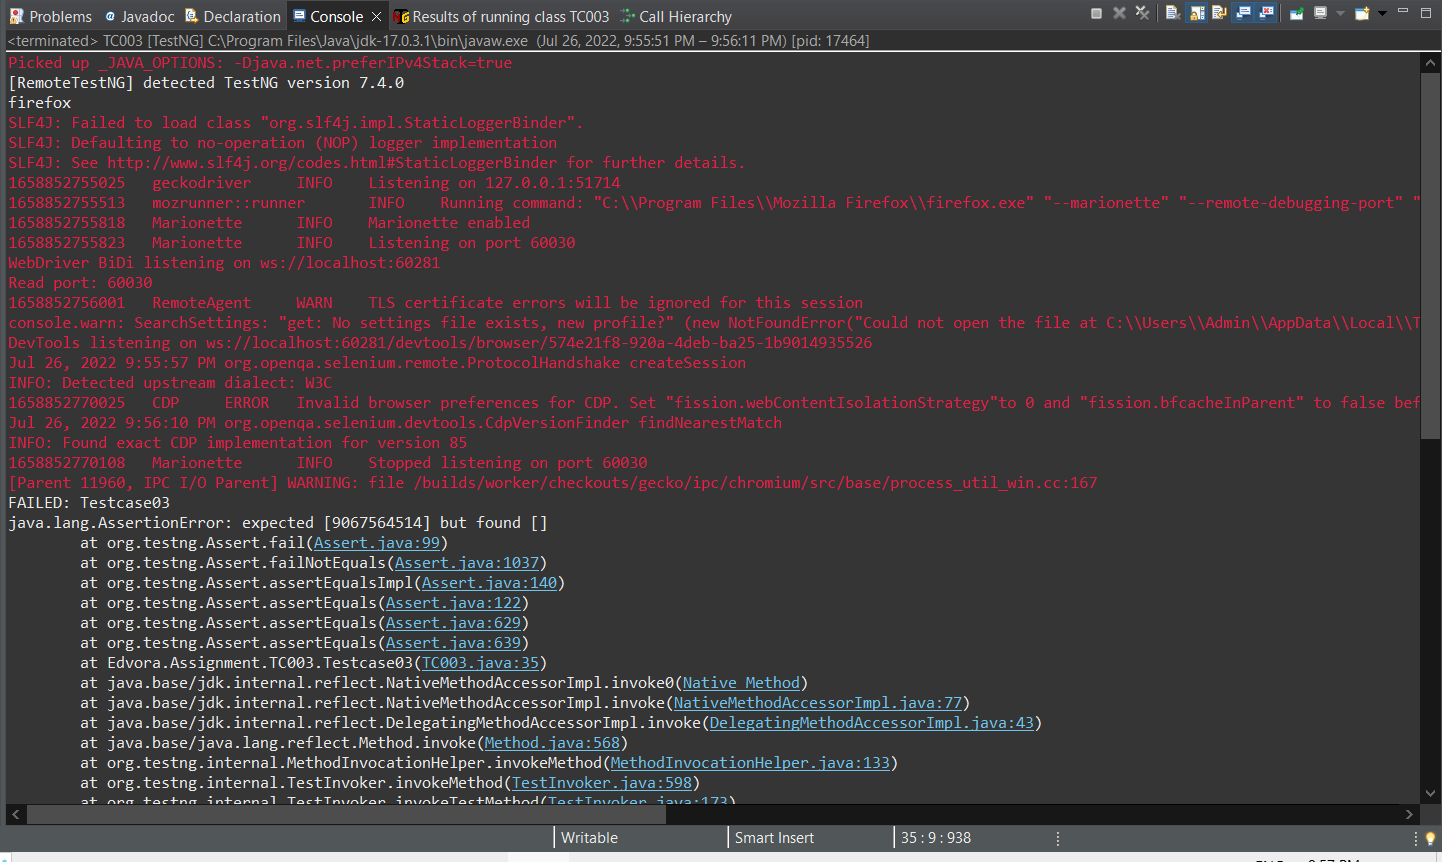 Problems @ Javadoc Declaration Console Results of running class TC003 Call Hierarchy
<terminated> TC003 [TestNG] C:\Program Files\Java\jdk-17.0.3.1\bin\javaw.exe (Jul 26, 2022, 9:55:51 PM – 9:56:11 PM) [pid: 17464]
Picked up _JAVA_OPTIONS: -Djava.net.preferIPv4Stack=true
[RemoteTestNG] detected TestNG version 7.4.0
firefox
SLF4J: Failed to load class "org.slf4j.impl.StaticLoggerBinder".
SLF4J: Defaulting to no-operation (NOP) logger implementation
SLF4J: See http://www.slf4j.org/codes.html#StaticLoggerBinder for further details.
1658852755025 geckodriver INFO Listening on 127.0.0.1:51714
1658852755513 mozrunner::runner INFO Running command: "C:\\Program Files\\Mozilla Firefox\\firefox.exe" "--marionette" "--remote-debugging-port" "
1658852755818 Marionette INFO Marionette enabled
1658852755823 Marionette INFO Listening on port 60030
WebDriver BiDi listening on ws://localhost:60281
Read port: 60030
1658852756001 RemoteAgent WARN TLS certificate errors will be ignored for this session
console.warn: SearchSettings: "get: No settings file exists, new profile?" (new NotFoundError("Could not open the file at C:\\Users\\Admin\\AppData\\Local\\T
DevTools listening on ws://localhost:60281/devtools/browser/574e21f8-920a-4deb-ba25-1b9014935526
Jul 26, 2022 9:55:57 PM org.openqa.selenium.remote.ProtocolHandshake createSession
INFO: Detected upstream dialect: W3C
1658852770025 CDP ERROR Invalid browser preferences for CDP. Set "fission.webContentIsolationStrategy"to 0 and "fission.bfcacheInParent" to false bef
Jul 26, 2022 9:56:10 PM org.openqa.selenium.devtools.CdpVersionFinder findNearestMatch
INFO: Found exact CDP implementation for version 85
1658852770108 Marionette INFO Stopped listening on port 60030
[Parent 11960, IPC I/O Parent] WARNING: file /builds/worker/checkouts/gecko/ipc/chromium/src/base/process_util_win.cc:167
FAILED: Testcase03
java.lang.AssertionError: expected [9067564514] but found []
at org.testng.Assert.fail(Assert.java:99)
at org.testng.Assert.failNotEquals(Assert.java:1037)
at org.testng.Assert.assertEqualsImpl(Assert.java:140)
at org.testng.Assert.assertEquals(Assert.java:122)
at org.testng.Assert.assertEquals(Assert.java:629)
at org.testng.Assert.assertEquals(Assert.java:639)
at Edvora.Assignment.TC003.Testcase03(TC003.java:35)
at java.base/jdk.internal.reflect.NativeMethodAccessorImpl.invoke0(Native Method)
at java.base/jdk.internal.reflect.NativeMethodAccessorImpl.invoke(NativeMethodAccessorImpl.java:77)
at java.base/jdk.internal.reflect.DelegatingMethodAccessorImpl.invoke(DelegatingMethodAccessorImpl.java:43)
at java.base/java.lang.reflect.Method.invoke(Method.java:568)
at org.testng.internal.MethodInvocationHelper.invokeMethod(MethodInvocationHelper.java:133)
at org.testng.internal.TestInvoker.invokeMethod(TestInvoker.java:598)
at org.testng.internal.TestInvoker.invokeTestMethod(TestInvoker.java:173)
Writable Smart Insert 35 : 9 : 938